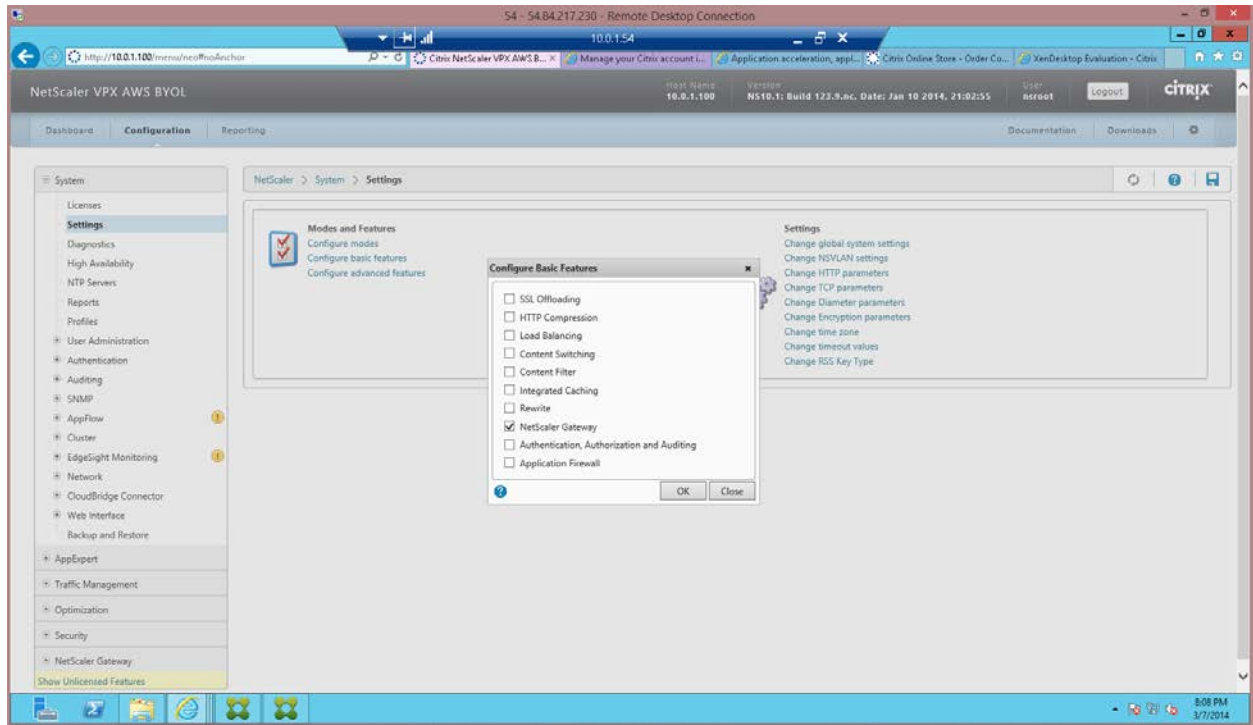 S4 - 54.84.217.230 - Remote Desktop Connection
10.0.1.54
http://10.0.1.100/menu/neo#noAnchor
Citrix NetScaler VPX AWS B...
Manage your Citrix account i...
Application acceleration, appl...
Citrix Online Store - Order Co...
XenDesktop Evaluation - Citrix
NetScaler VPX AWS BYOL
Host Name
10.0.1.100
Version
NS10.1: Build 123.9.nc, Date: Jan 10 2014, 21:02:55
User
nsroot
Logout
CITRIX
Dashboard
Configuration
Reporting
Documentation
Downloads
System
Licenses
Settings
Diagnostics
High Availability
NTP Servers
Reports
Profiles
User Administration
Authentication
Auditing
SNMP
AppFlow
Cluster
EdgeSight Monitoring
Network
CloudBridge Connector
Web Interface
Backup and Restore
AppExpert
Traffic Management
Optimization
Security
NetScaler Gateway
Show Unlicensed Features
NetScaler > System > Settings
Modes and Features
Configure modes
Configure basic features
Configure advanced features
Settings
Change global system settings
Change NSVLAN settings
Change HTTP parameters
Change TCP parameters
Change Diameter parameters
Change Encryption parameters
Change time zone
Change timeout values
Change RSS Key Type
Configure Basic Features
SSL Offloading
HTTP Compression
Load Balancing
Content Switching
Content Filter
Integrated Caching
Rewrite
NetScaler Gateway
Authentication, Authorization and Auditing
Application Firewall
OK
Close
8:08 PM
3/7/2014